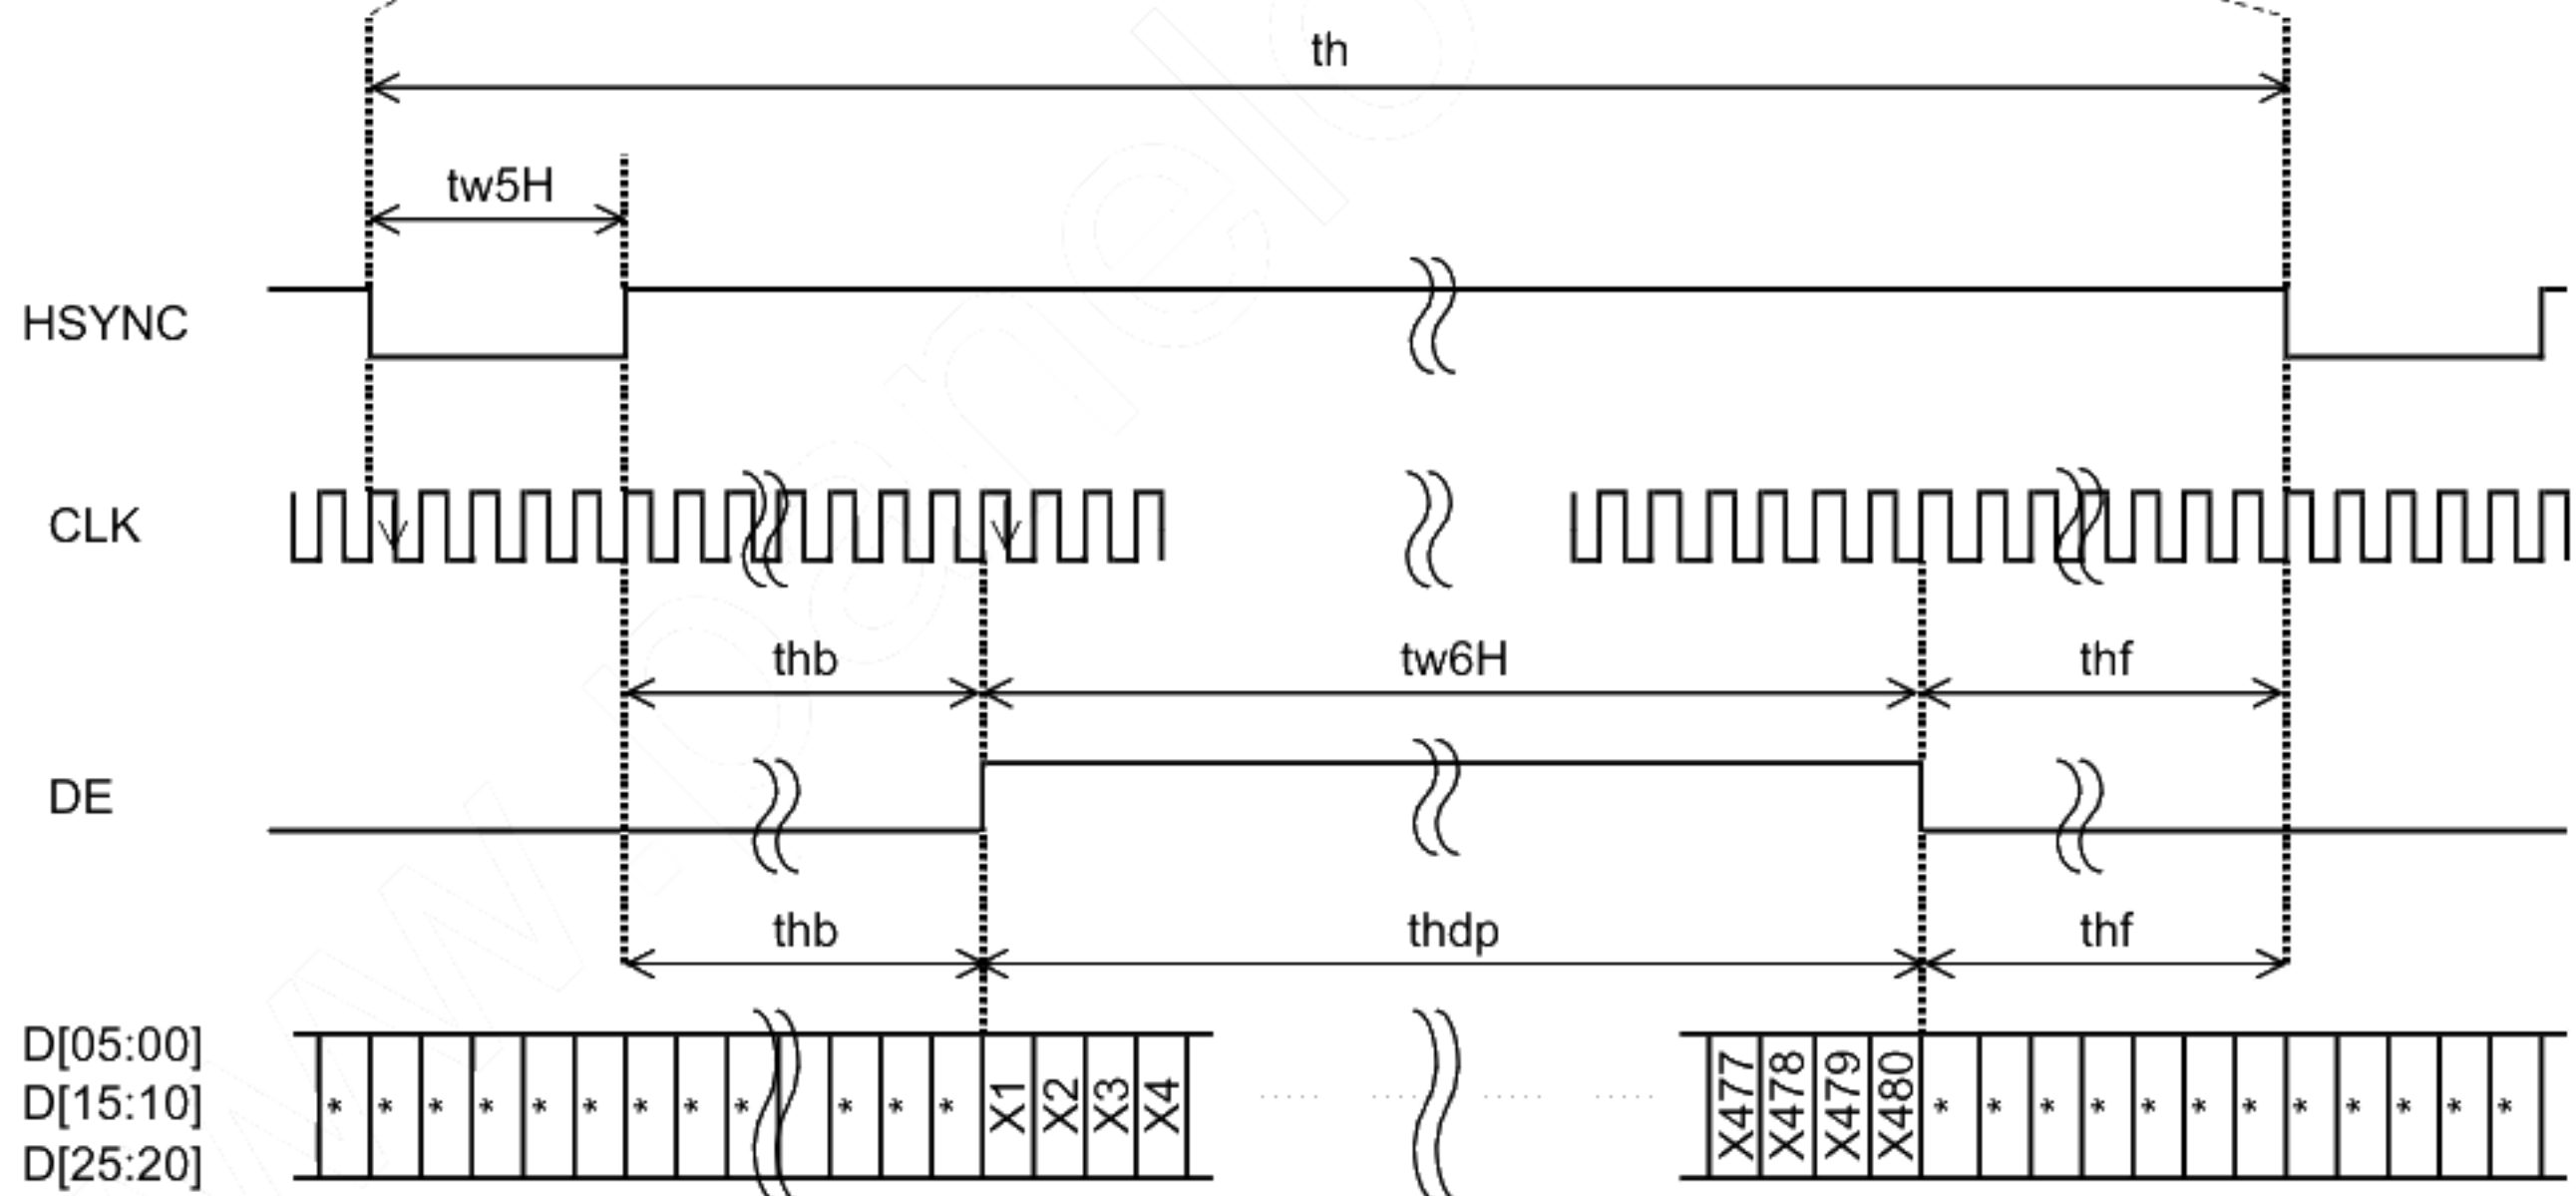 th
tw5H
HSYNC
CLK
thb tw6H thf
DE
thb thdp thf
D[05:00]
D[15:10]
D[25:20]
* * * * * * * * * * * * X1 X2 X3 X4 X477 X478 X479 X480 * * * * * * * * * * * *